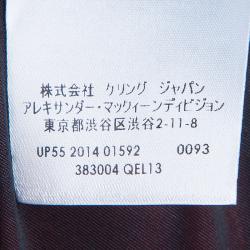 株式会社 ケリング ジャパン
アレキサンダー・マックィーンディビジョン
東京都渋谷区渋谷2-11-8
UP55 2014 01592 0093
383004 QEL13